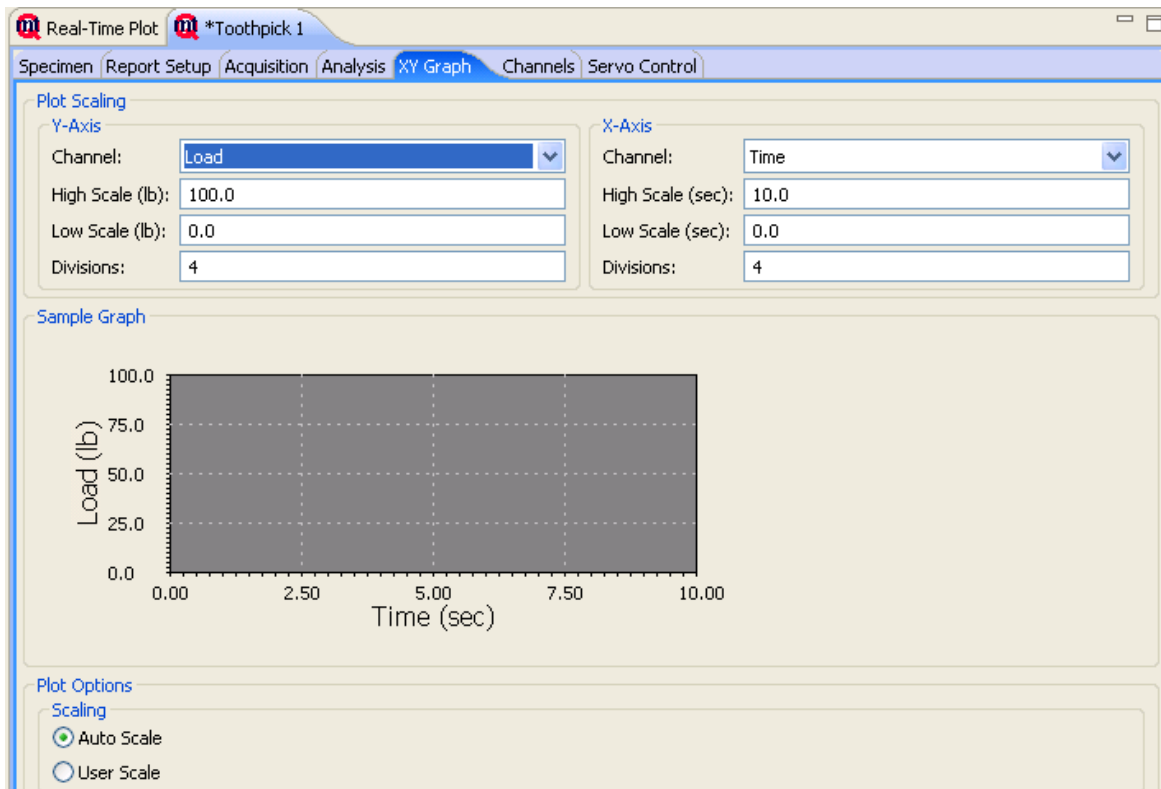 Real-Time Plot *Toothpick 1
Specimen Report Setup Acquisition Analysis XY Graph Channels Servo Control
Plot Scaling
Y-Axis
Channel: Load
High Scale (lb): 100.0
Low Scale (lb): 0.0
Divisions: 4
X-Axis
Channel: Time
High Scale (sec): 10.0
Low Scale (sec): 0.0
Divisions: 4
Sample Graph
Load (lb)
100.0
75.0
50.0
25.0
0.0
0.00 2.50 5.00 7.50 10.00
Time (sec)
Plot Options
Scaling
Auto Scale
User Scale